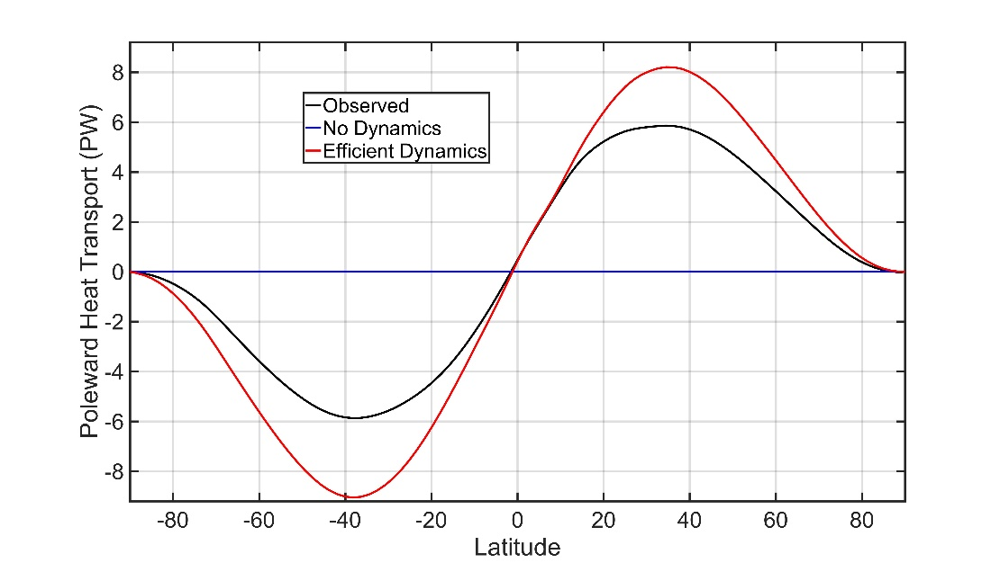 Observed
No Dynamics
Efficient Dynamics
Poleward Heat Transport (PW)
8
6
4
2
0
-2
-4
-6
-8
-80 -60 -40 -20 0 20 40 60 80
Latitude